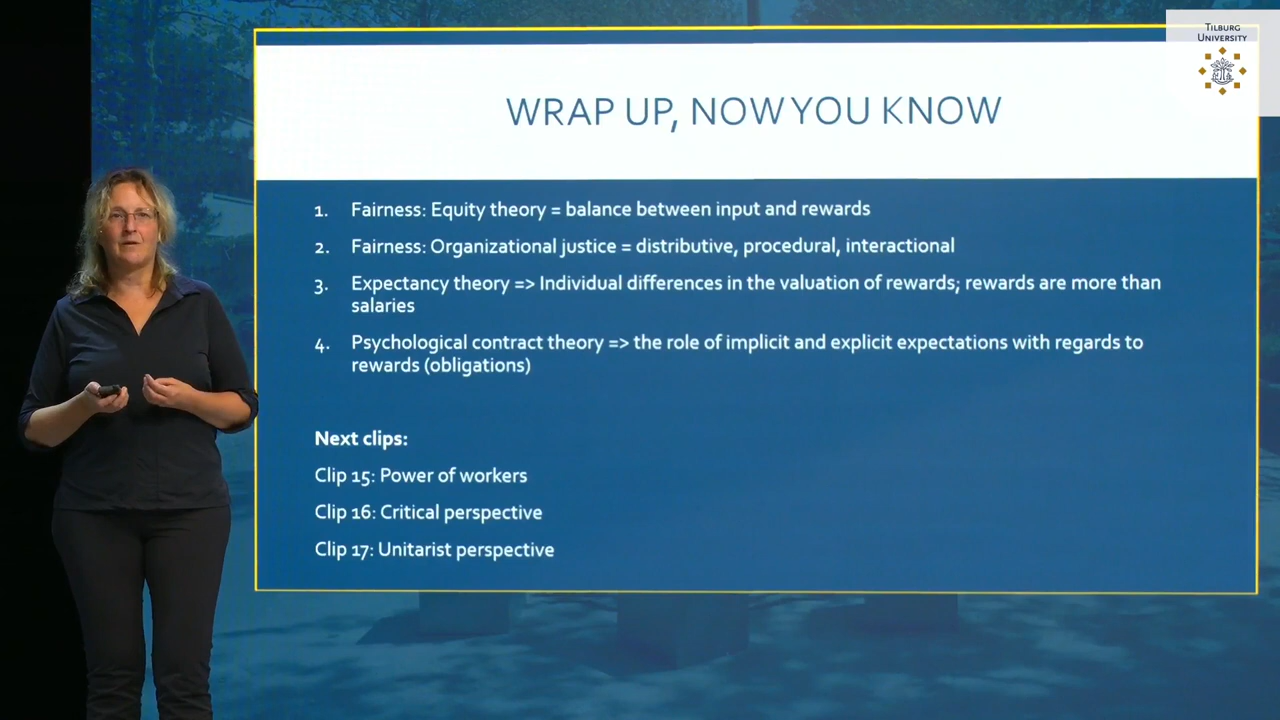 TILBURG
UNIVERSITY
WRAP UP, NOW YOU KNOW
1. Fairness: Equity theory = balance between input and rewards
2. Fairness: Organizational justice = distributive, procedural, interactional
3. Expectancy theory => Individual differences in the valuation of rewards; rewards are more than
salaries
4. Psychological contract theory => the role of implicit and explicit expectations with regards to
rewards (obligations)
Next clips:
Clip 15: Power of workers
Clip 16: Critical perspective
Clip 17: Unitarist perspective